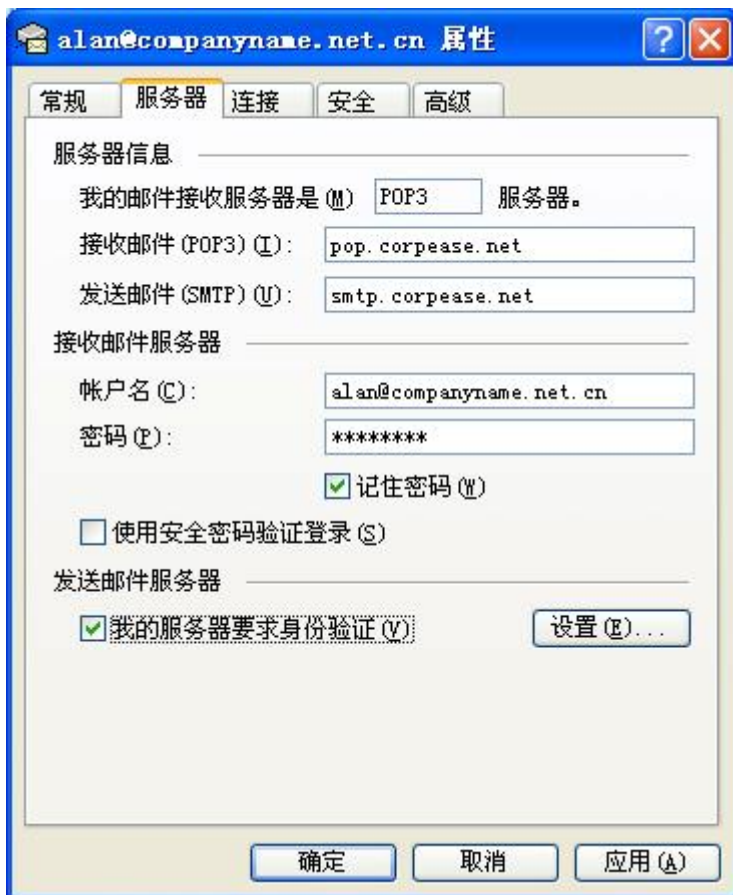 alan@companyname.net.cn 属性
常规 服务器 连接 安全 高级
服务器信息
我的邮件接收服务器是(M) POP3 服务器。
接收邮件(POP3)(I): pop.corpease.net
发送邮件(SMTP)(U): smtp.corpease.net
接收邮件服务器
帐户名(C): alan@companyname.net.cn
密码(P): ********
记住密码(W)
使用安全密码验证登录(S)
发送邮件服务器
我的服务器要求身份验证(V) 设置(E)...
确定 取消 应用(A)